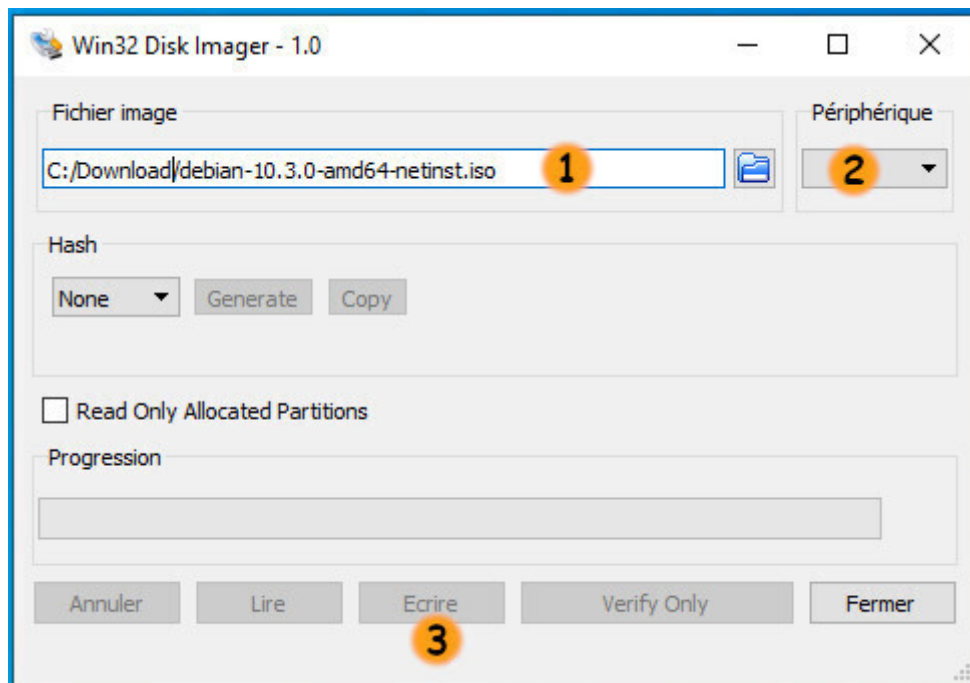 Win32 Disk Imager - 1.0
Fichier image
Périphérique
C:/Download/debian-10.3.0-amd64-netinst.iso
1
2
Hash
None Generate Copy
Read Only Allocated Partitions
Progression
Annuler Lire Ecrire Verify Only Fermer
3